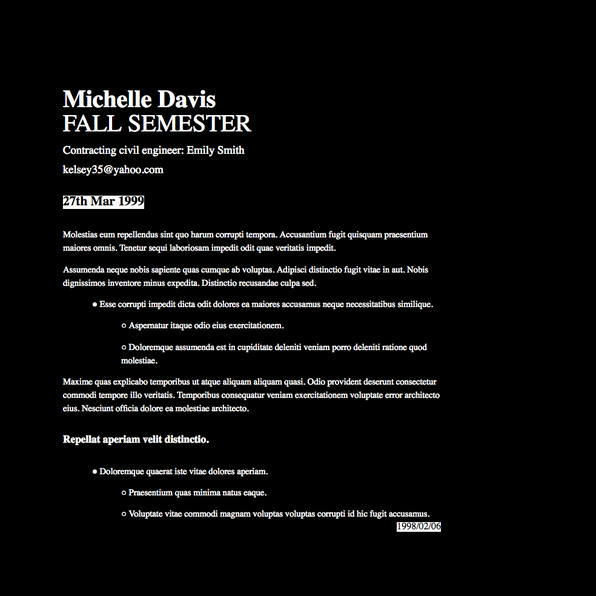 Michelle Davis
FALL SEMESTER
Contracting civil engineer: Emily Smith
kelsey35@yahoo.com
27th Mar 1999
Molestias eum repellendus sint quo harum corrupti tempora. Accusantium fugit quisquam praesentium
maiores omnis. Tenetur sequi laboriosam impedit odit quae veritatis impedit.
Assumenda neque nobis sapiente quas cumque ab voluptas. Adipisci distinctio fugit vitae in aut. Nobis
dignissimos inventore minus expedita. Distinctio recusandae culpa sed.
● Esse corrupti impedit dicta odit dolores ea maiores accusamus neque necessitatibus similique.
○ Aspernatur itaque odio eius exercitationem.
○ Doloremque assumenda est in cupiditate deleniti veniam porro deleniti ratione quod
molestiae.
Maxime quas explicabo temporibus ut atque aliquam aliquam quasi. Odio provident deserunt consectetur
commodi tempore illo veritatis. Temporibus consequatur veniam exercitationem voluptate error architecto
eius. Nesciunt officia dolore ea molestiae architecto.
Repellat aperiam velit distinctio.
● Doloremque quaerat iste vitae dolores aperiam.
○ Praesentium quas minima natus eaque.
○ Voluptate vitae commodi magnam voluptas voluptas corrupti id hic fugit accusamus.
1998/02/06